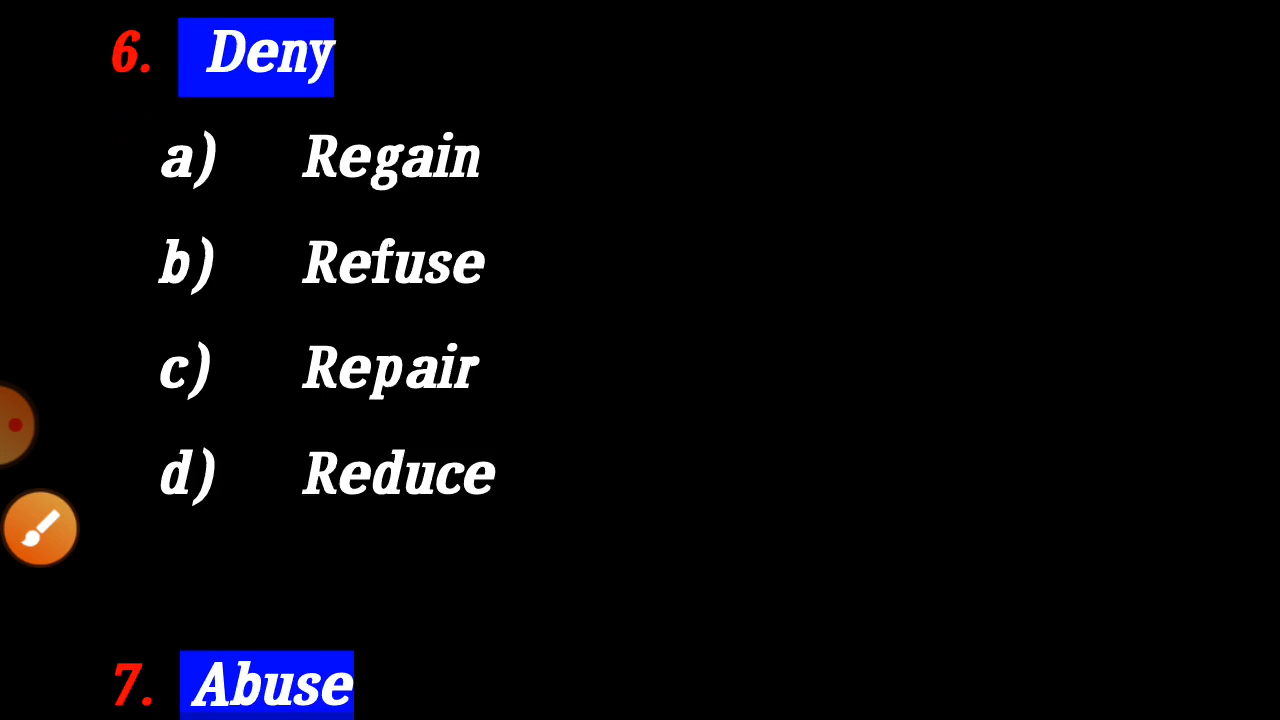 6. Deny
a) Regain
b) Refuse
c) Repair
d) Reduce
7. Abuse